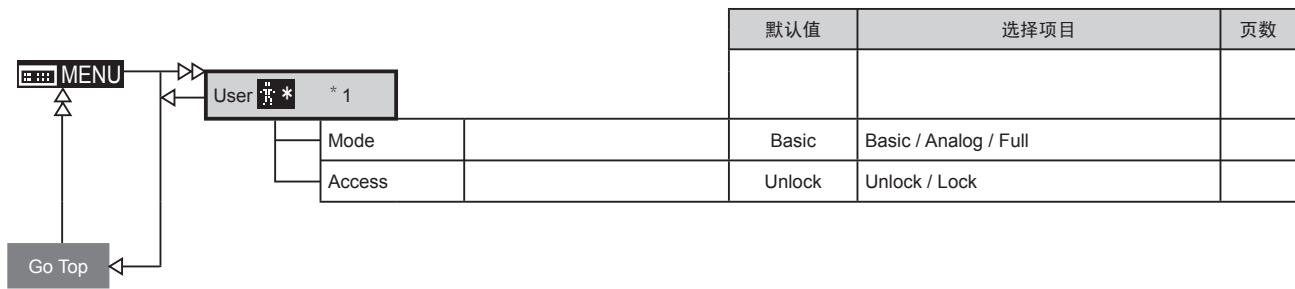 默认值 选择项目 页数
MENU
User * *1
Mode Basic Basic / Analog / Full
Access Unlock Unlock / Lock
Go Top